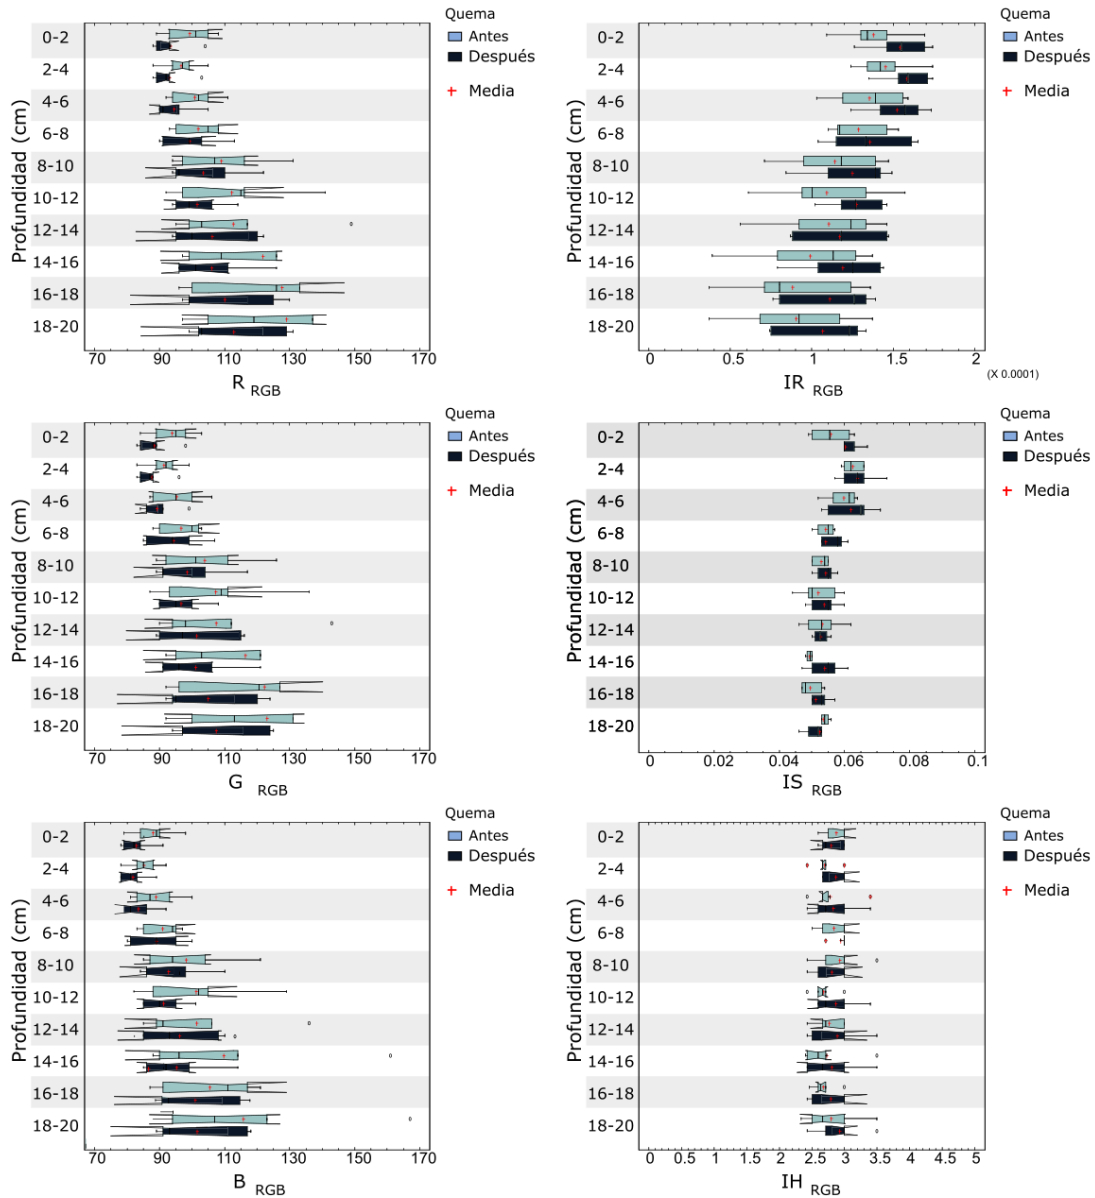 Quema
Antes
Después
Media
Profundidad (cm)
0-2
2-4
4-6
6-8
8-10
10-12
12-14
14-16
16-18
18-20
70 90 110 130 150 170
R RGB
Quema
Antes
Después
Media
Profundidad (cm)
0-2
2-4
4-6
6-8
8-10
10-12
12-14
14-16
16-18
18-20
0 0.5 1 1.5 2
(X 0.0001)
IR RGB
Quema
Antes
Después
Media
Profundidad (cm)
0-2
2-4
4-6
6-8
8-10
10-12
12-14
14-16
16-18
18-20
70 90 110 130 150 170
G RGB
Quema
Antes
Después
Media
Profundidad (cm)
0-2
2-4
4-6
6-8
8-10
10-12
12-14
14-16
16-18
18-20
0 0.02 0.04 0.06 0.08 0.1
IS RGB
Quema
Antes
Después
Media
Profundidad (cm)
0-2
2-4
4-6
6-8
8-10
10-12
12-14
14-16
16-18
18-20
70 90 110 130 150 170
B RGB
Quema
Antes
Después
Media
Profundidad (cm)
0-2
2-4
4-6
6-8
8-10
10-12
12-14
14-16
16-18
18-20
0 0.5 1 1.5 2 2.5 3 3.5 4 4.5 5
IH RGB